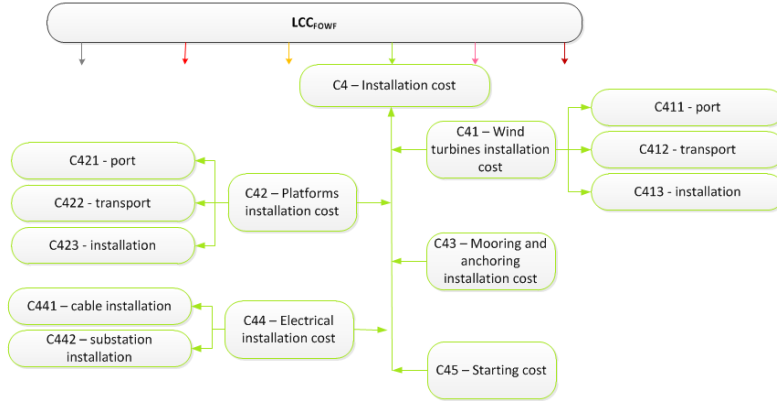 LCCFOWF
C4 – Installation cost
C41 – Wind
turbines installation
cost
C411 - port
C412 - transport
C413 - installation
C421 - port
C422 - transport
C423 - installation
C42 – Platforms
installation cost
C43 – Mooring and
anchoring
installation cost
C441 – cable installation
C442 – substation
installation
C44 – Electrical
installation cost
C45 – Starting cost